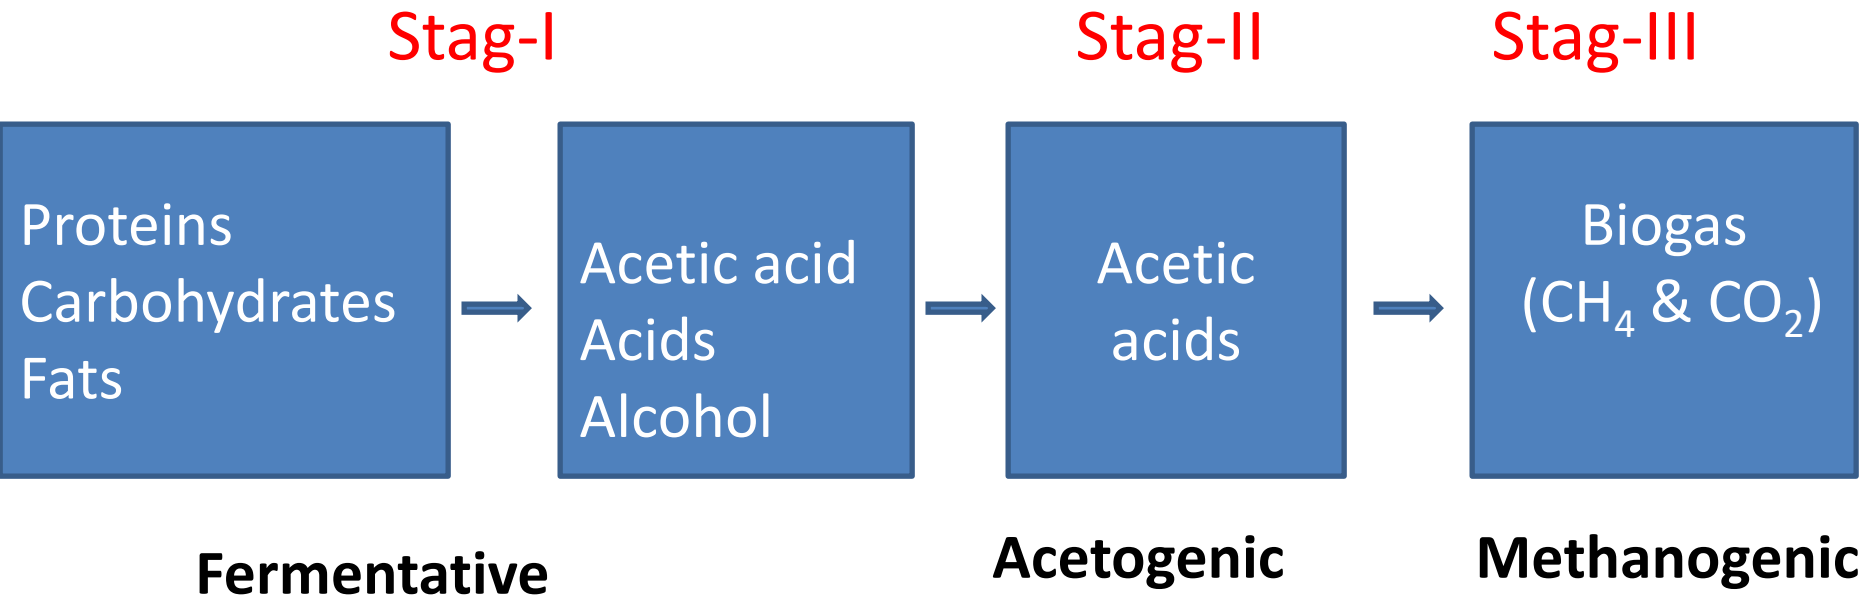 Stag-I
Stag-II
Stag-III
Proteins
Carbohydrates
Fats
Acetic acid
Acids
Alcohol
Acetic
acids
Biogas
(CH₄ & CO₂)
Fermentative
Acetogenic
Methanogenic